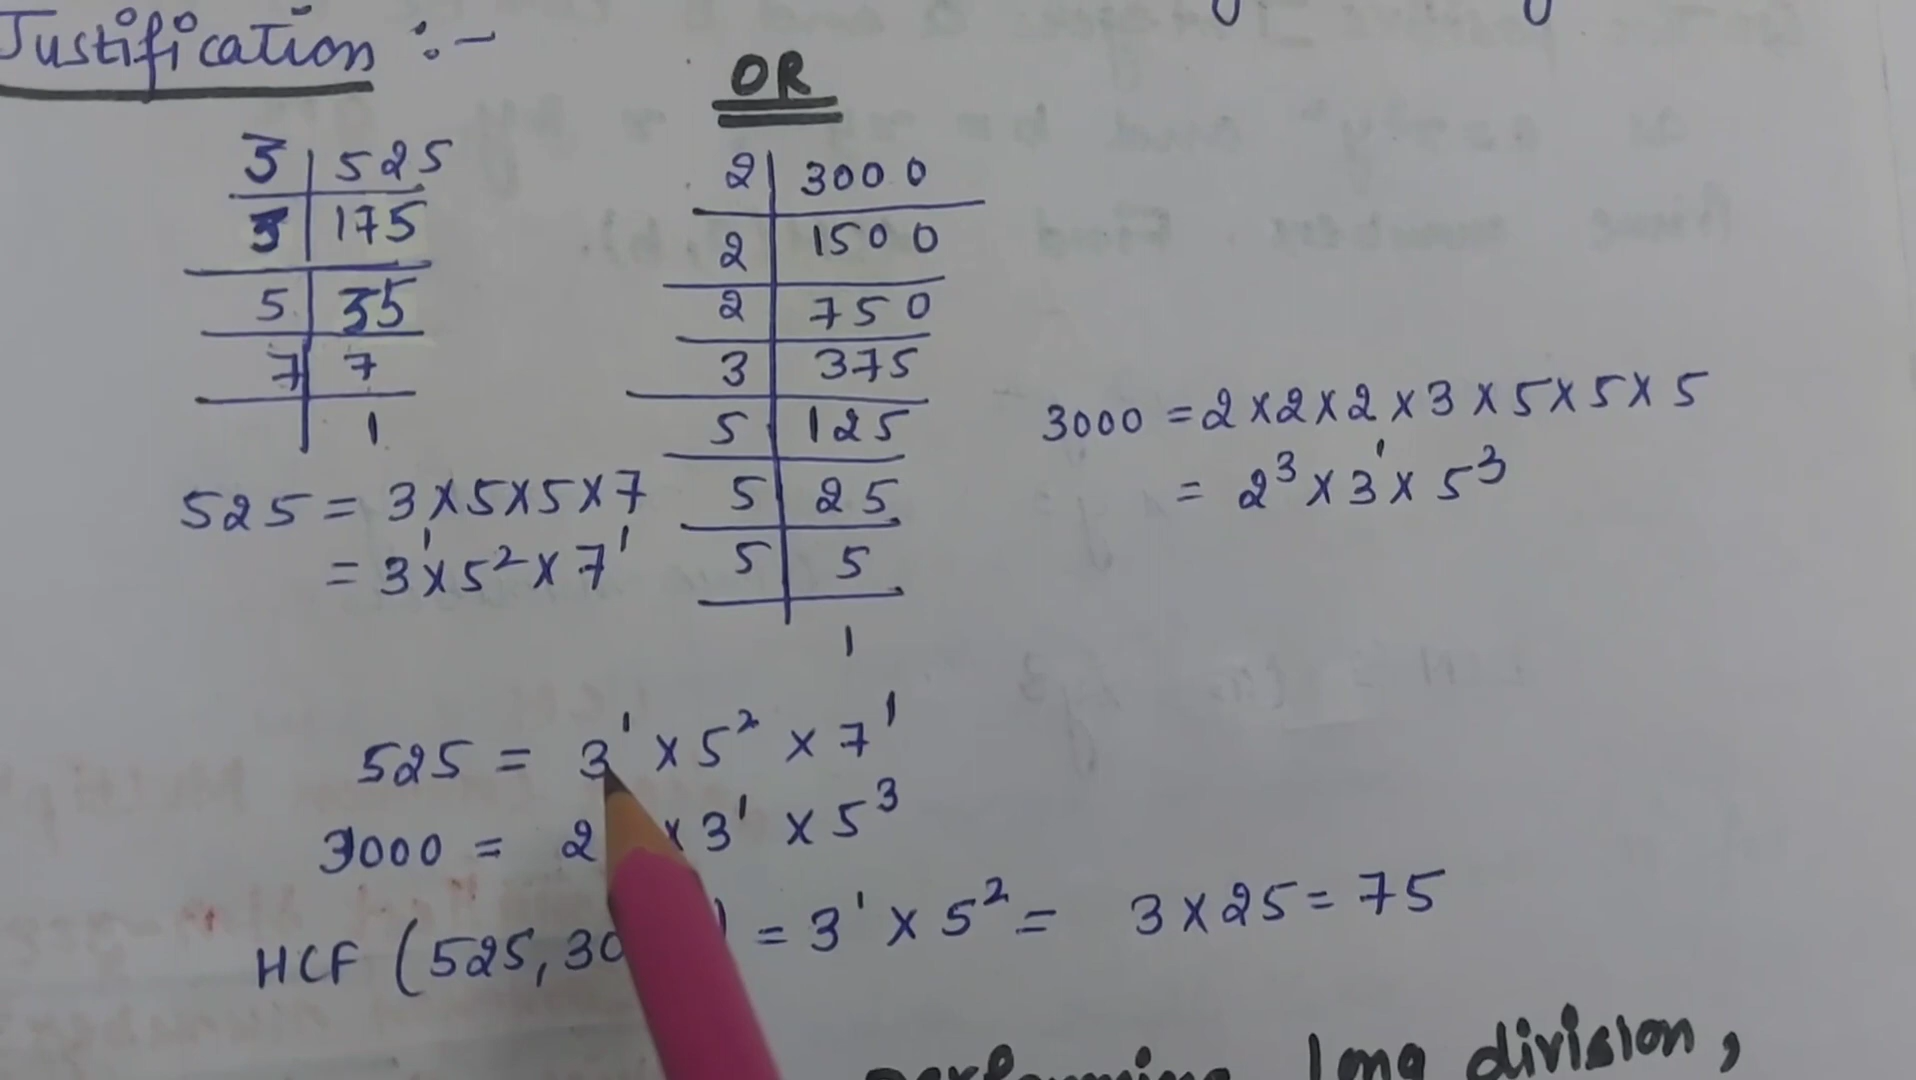 Justification :-
OR
3 | 525
5 | 175
5 | 35
7 | 7
1
525 = 3 × 5 × 5 × 7
= 3¹ × 5² × 7¹
2 | 3000
2 | 1500
2 | 750
3 | 375
5 | 125
5 | 25
5 | 5
1
3000 = 2 × 2 × 2 × 3 × 5 × 5 × 5
= 2³ × 3¹ × 5³
525 = 3¹ × 5² × 7¹
3000 = 2 × 3¹ × 5³
HCF (525, 30 ) = 3¹ × 5² = 3 × 25 = 75
long division,